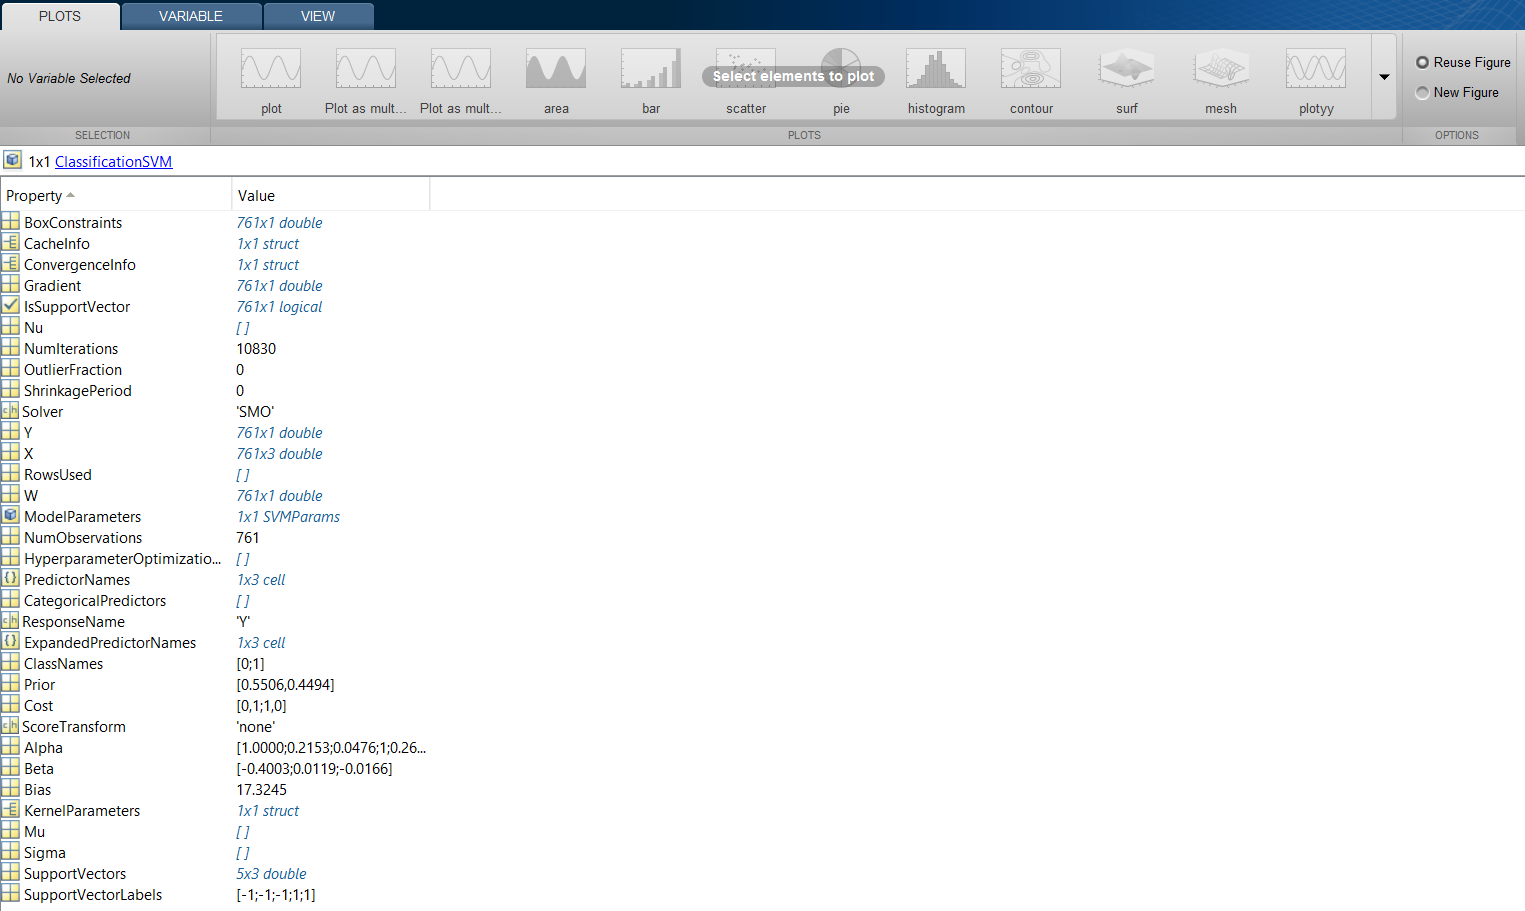 PLOTS VARIABLE VIEW
No Variable Selected
Select elements to plot
plot Plot as mult... Plot as mult... area bar scatter pie histogram contour surf mesh plotyy
Reuse Figure
New Figure
SELECTION PLOTS OPTIONS
1x1 ClassificationSVM
Property Value
BoxConstraints 761x1 double
CacheInfo 1x1 struct
ConvergenceInfo 1x1 struct
Gradient 761x1 double
IsSupportVector 761x1 logical
Nu []
NumIterations 10830
OutlierFraction 0
ShrinkagePeriod 0
Solver 'SMO'
Y 761x1 double
X 761x3 double
RowsUsed []
W 761x1 double
ModelParameters 1x1 SVMParams
NumObservations 761
HyperparameterOptimizatio... []
PredictorNames 1x3 cell
CategoricalPredictors []
ResponseName 'Y'
ExpandedPredictorNames 1x3 cell
ClassNames [0;1]
Prior [0.5506,0.4494]
Cost [0,1;1,0]
ScoreTransform 'none'
Alpha [1.0000;0.2153;0.0476;1;0.26...
Beta [-0.4003;0.0119;-0.0166]
Bias 17.3245
KernelParameters 1x1 struct
Mu []
Sigma []
SupportVectors 5x3 double
SupportVectorLabels [-1;-1;-1;1;1]